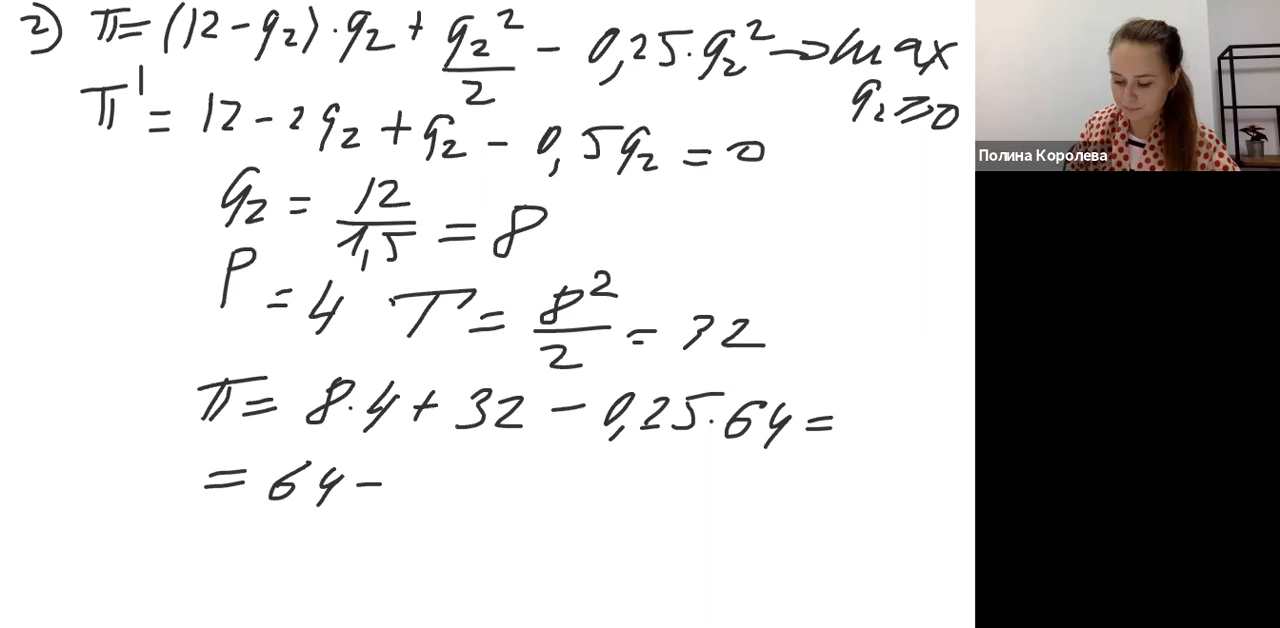 2) π = (12 - q₂)·q₂ + q₂²/2 - 0,25·q₂² → max
q₂ ≥ 0
π' = 12 - 2q₂ + q₂ - 0,5q₂ = 0
q₂ = 12/1,5 = 8
P = 4 T = 8²/2 = 32
π = 8·4 + 32 - 0,25·64 =
= 64 -
Полина Королева